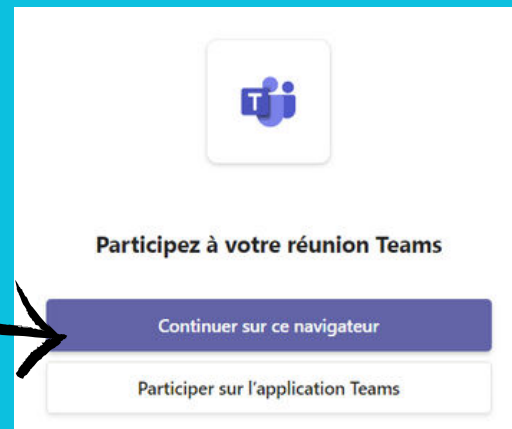 T
Participez à votre réunion Teams
Continuer sur ce navigateur
Participer sur l'application Teams